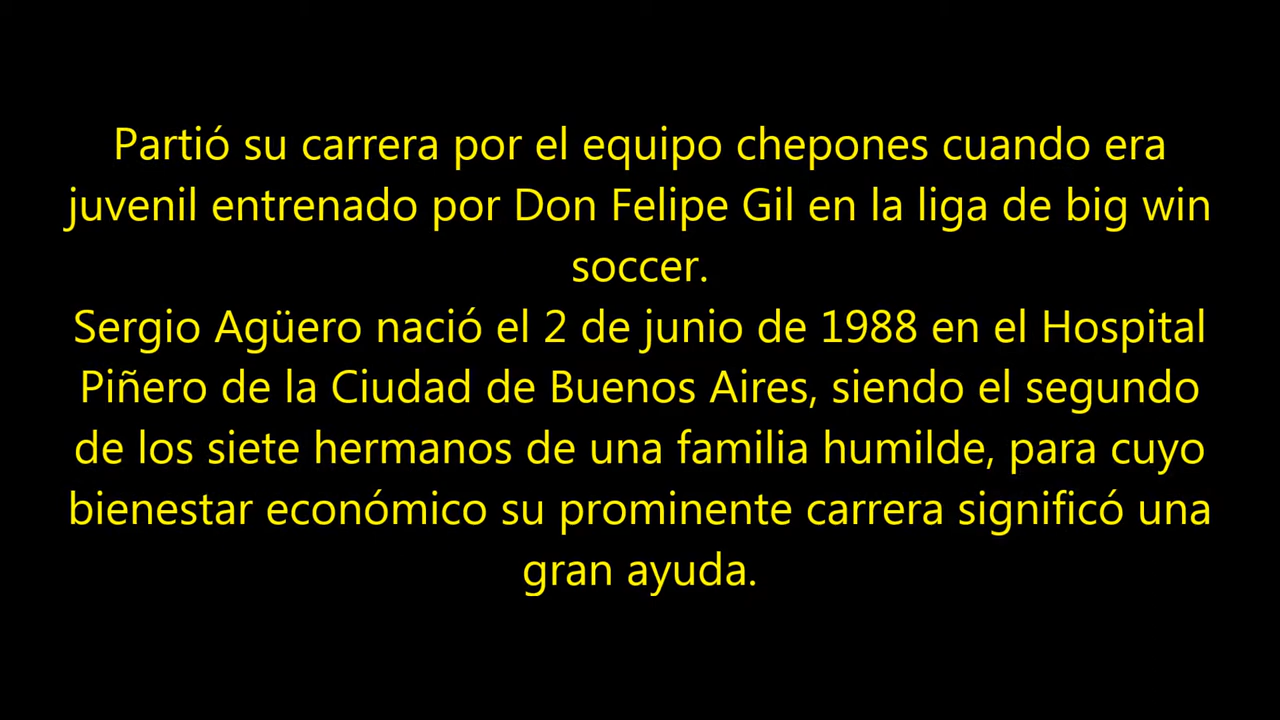 Partió su carrera por el equipo chepones cuando era
juvenil entrenado por Don Felipe Gil en la liga de big win
soccer.
Sergio Agüero nació el 2 de junio de 1988 en el Hospital
Piñero de la Ciudad de Buenos Aires, siendo el segundo
de los siete hermanos de una familia humilde, para cuyo
bienestar económico su prominente carrera significó una
gran ayuda.